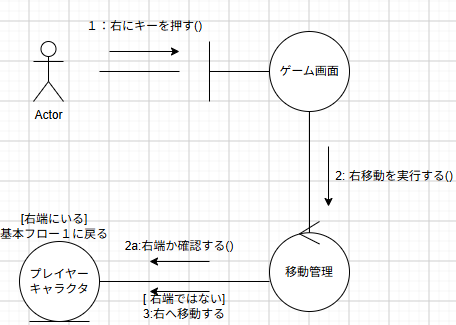 １：右にキーを押す()
ゲーム画面
Actor
2: 右移動を実行する()
[右端にいる]
基本フロー１に戻る
2a:右端か確認する()
プレイヤー
キャラクタ
移動管理
[ 右端ではない]
3:右へ移動する